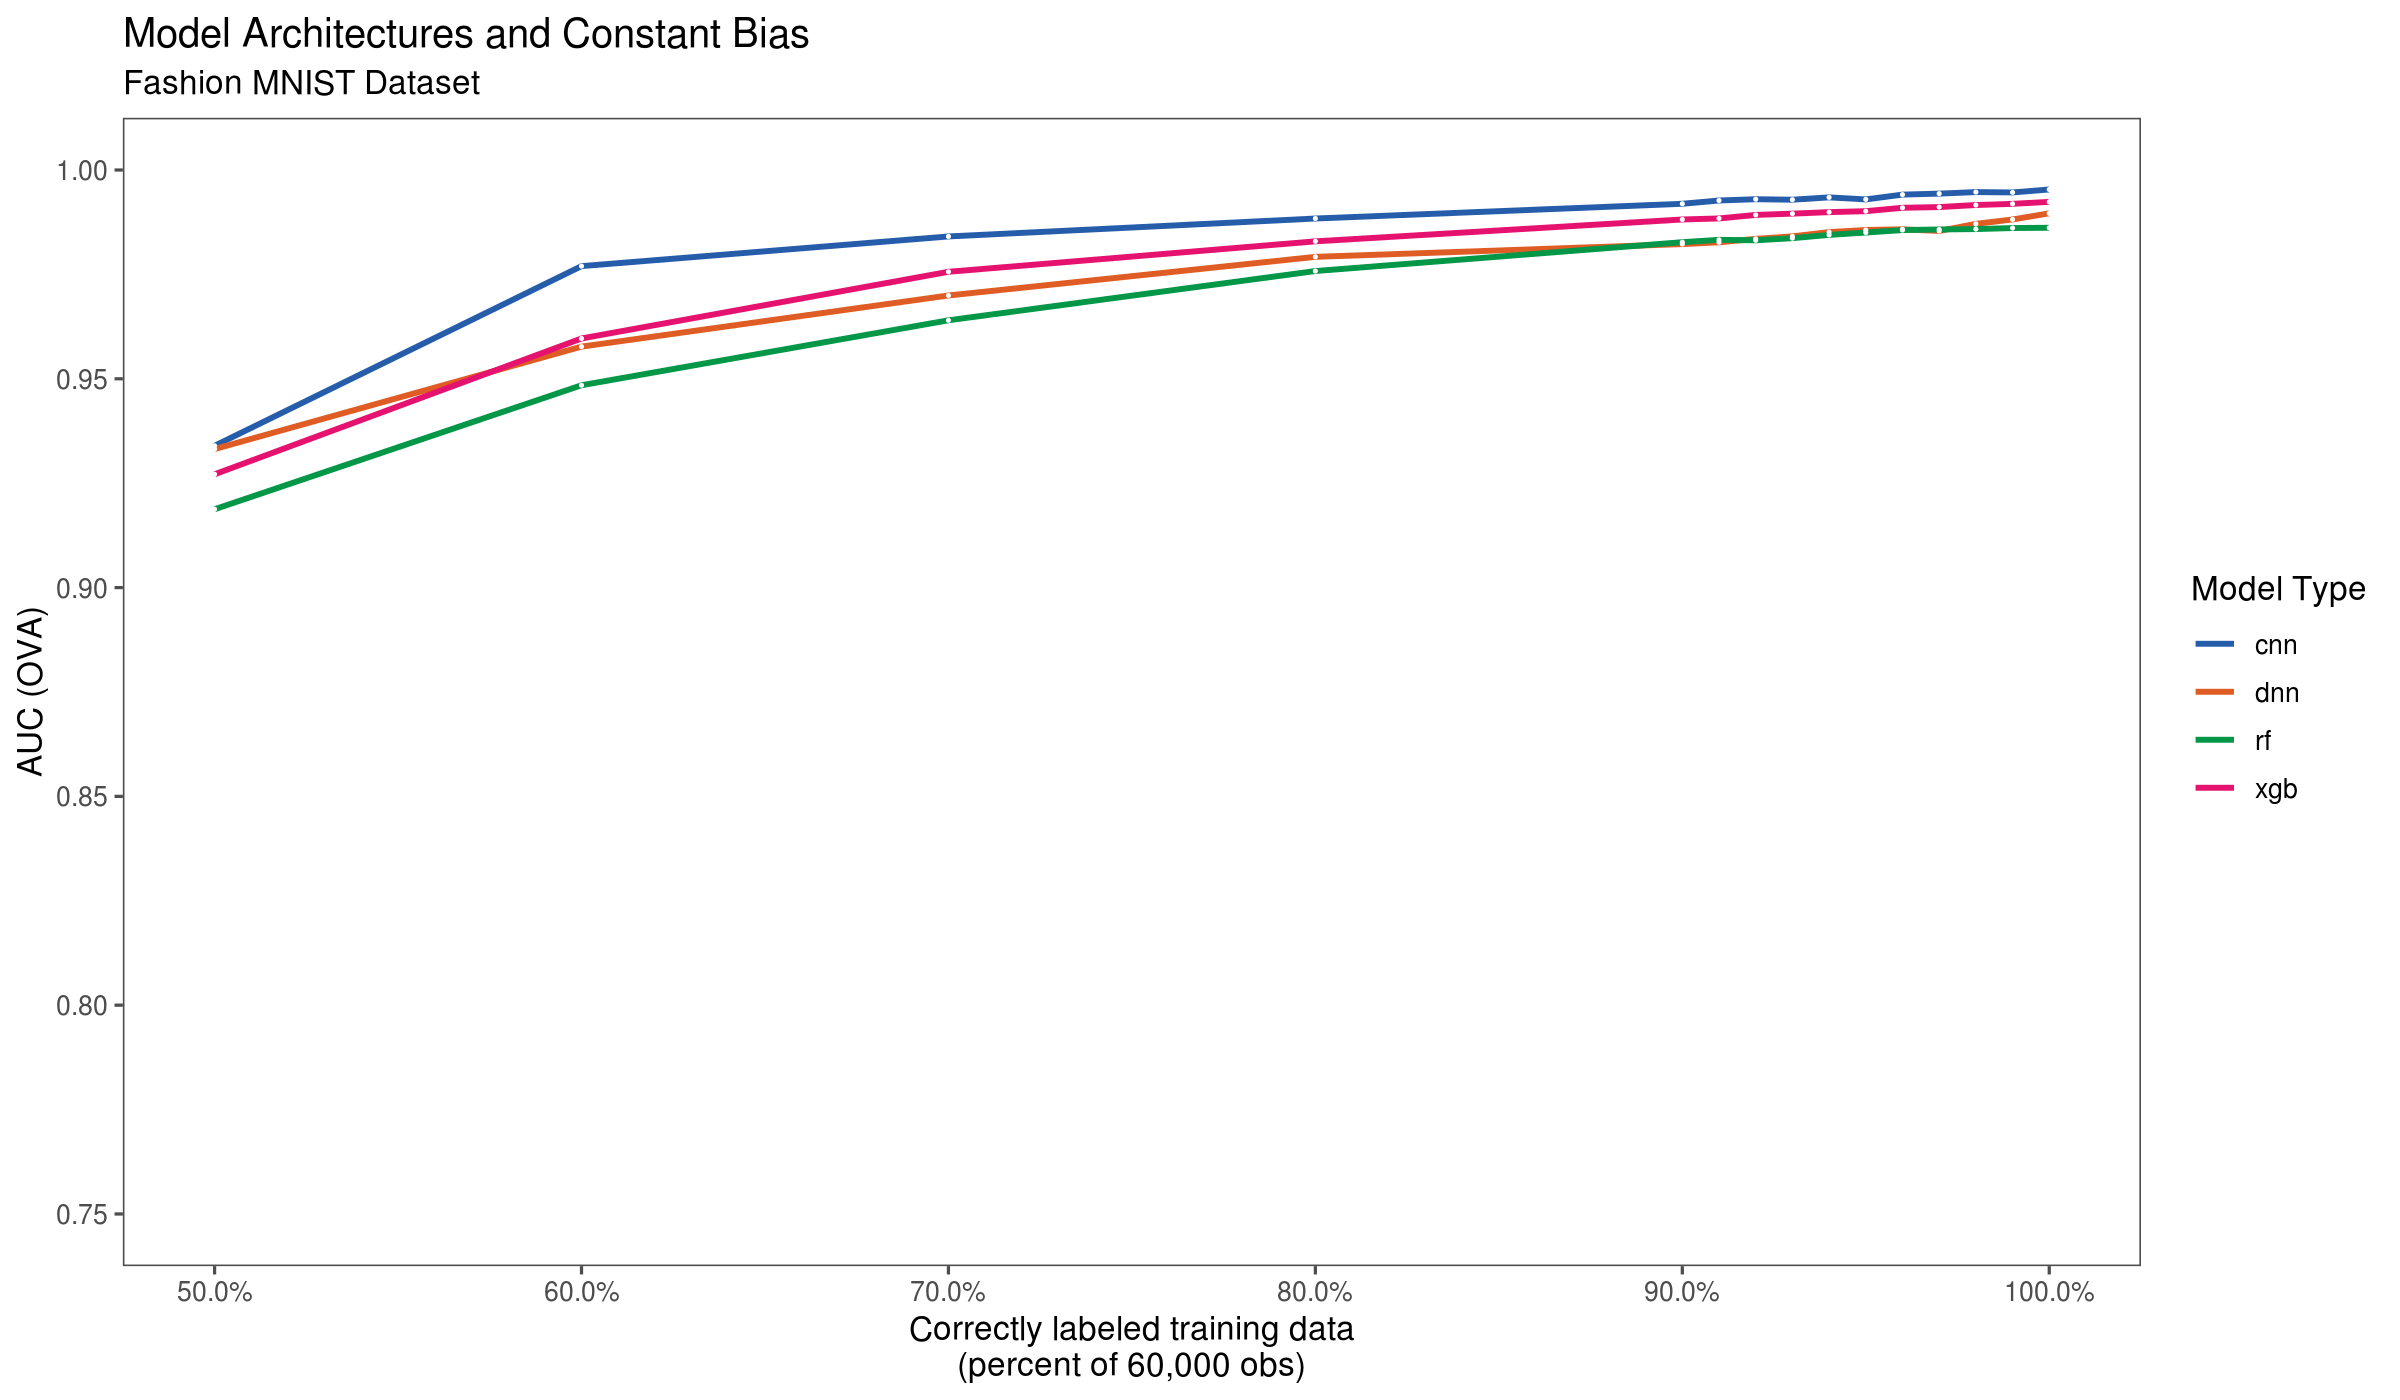 Model Architectures and Constant Bias
Fashion MNIST Dataset
1.00
0.95
0.90
0.85
0.80
0.75
AUC (OVA)
50.0%
60.0%
70.0%
80.0%
90.0%
100.0%
Correctly labeled training data
(percent of 60,000 obs)
Model Type
cnn
dnn
rf
xgb